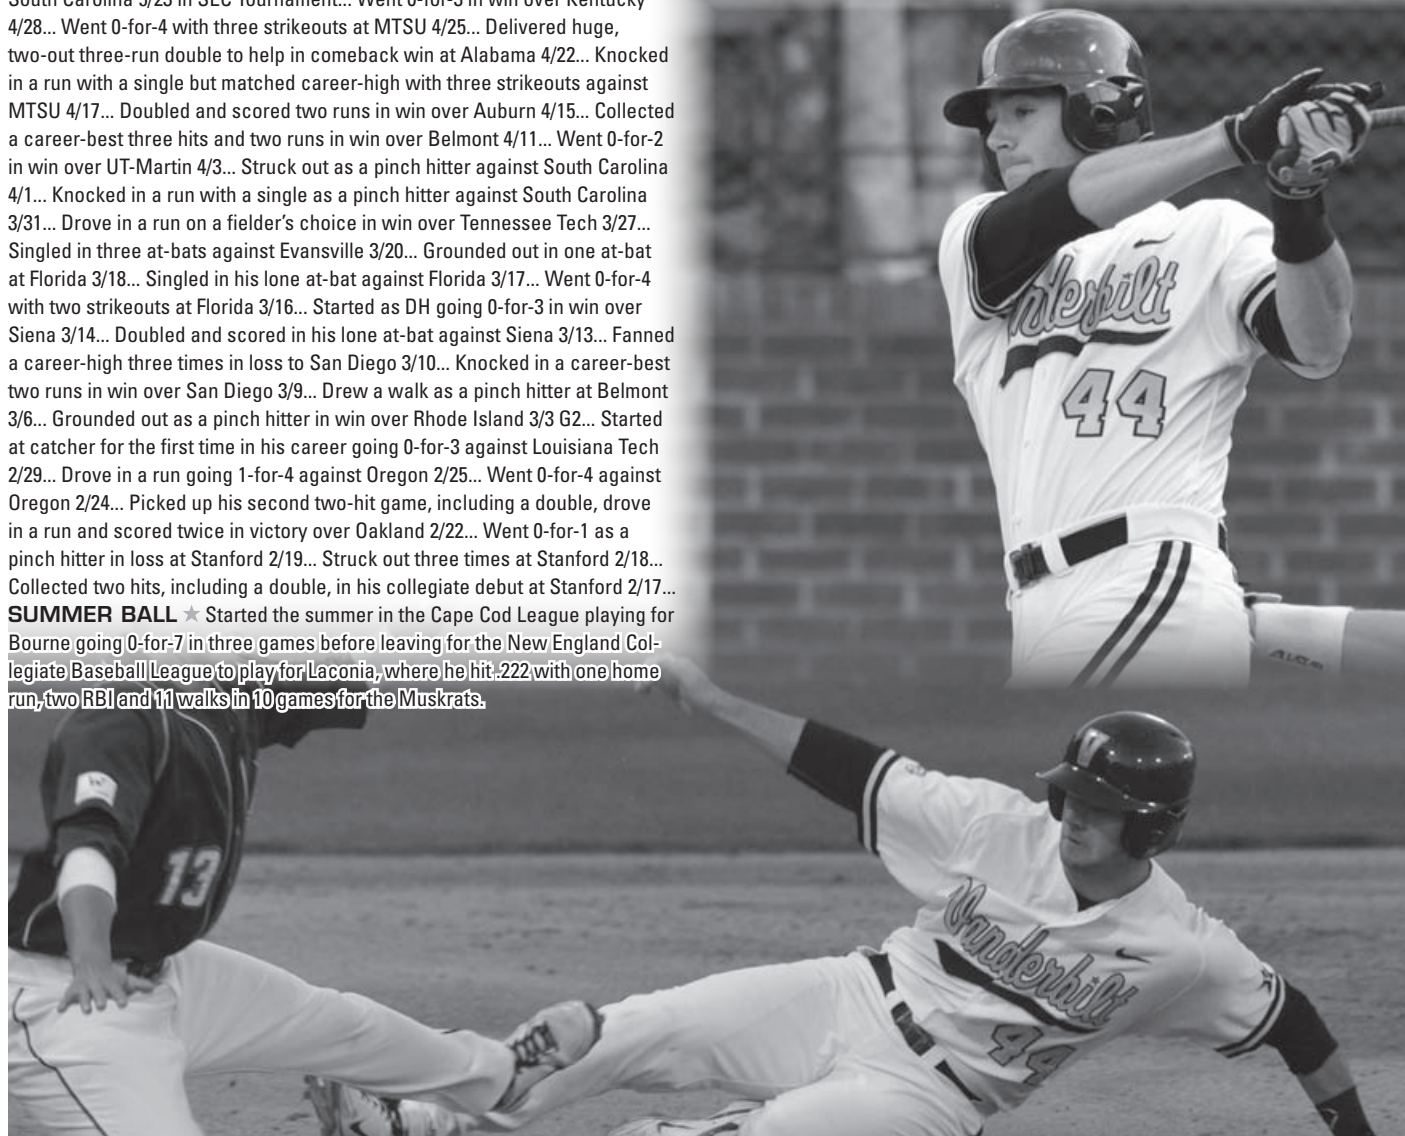 South Carolina 5/23 in SEC Tournament... Went 0-for-3 in win over Kentucky
4/28... Went 0-for-4 with three strikeouts at MTSU 4/25... Delivered huge,
two-out three-run double to help in comeback win at Alabama 4/22... Knocked
in a run with a single but matched career-high with three strikeouts against
MTSU 4/17... Doubled and scored two runs in win over Auburn 4/15... Collected
a career-best three hits and two runs in win over Belmont 4/11... Went 0-for-2
in win over UT-Martin 4/3... Struck out as a pinch hitter against South Carolina
4/1... Knocked in a run with a single as a pinch hitter against South Carolina
3/31... Drove in a run on a fielder’s choice in win over Tennessee Tech 3/27...
Singled in three at-bats against Evansville 3/20... Grounded out in one at-bat
at Florida 3/18... Singled in his lone at-bat against Florida 3/17... Went 0-for-4
with two strikeouts at Florida 3/16... Started as DH going 0-for-3 in win over
Siena 3/14... Doubled and scored in his lone at-bat against Siena 3/13... Fanned
a career-high three times in loss to San Diego 3/10... Knocked in a career-best
two runs in win over San Diego 3/9... Drew a walk as a pinch hitter at Belmont
3/6... Grounded out as a pinch hitter in win over Rhode Island 3/3 G2... Started
at catcher for the first time in his career going 0-for-3 against Louisiana Tech
2/29... Drove in a run going 1-for-4 against Oregon 2/25... Went 0-for-4 against
Oregon 2/24... Picked up his second two-hit game, including a double, drove
in a run and scored twice in victory over Oakland 2/22... Went 0-for-1 as a
pinch hitter in loss at Stanford 2/19... Struck out three times at Stanford 2/18...
Collected two hits, including a double, in his collegiate debut at Stanford 2/17...
SUMMER BALL ★ Started the summer in the Cape Cod League playing for
Bourne going 0-for-7 in three games before leaving for the New England Col-
legiate Baseball League to play for Laconia, where he hit .222 with one home
run, two RBI and 11 walks in 10 games for the Muskrats.
nderbilt
44
V
13
Vanderbilt
44